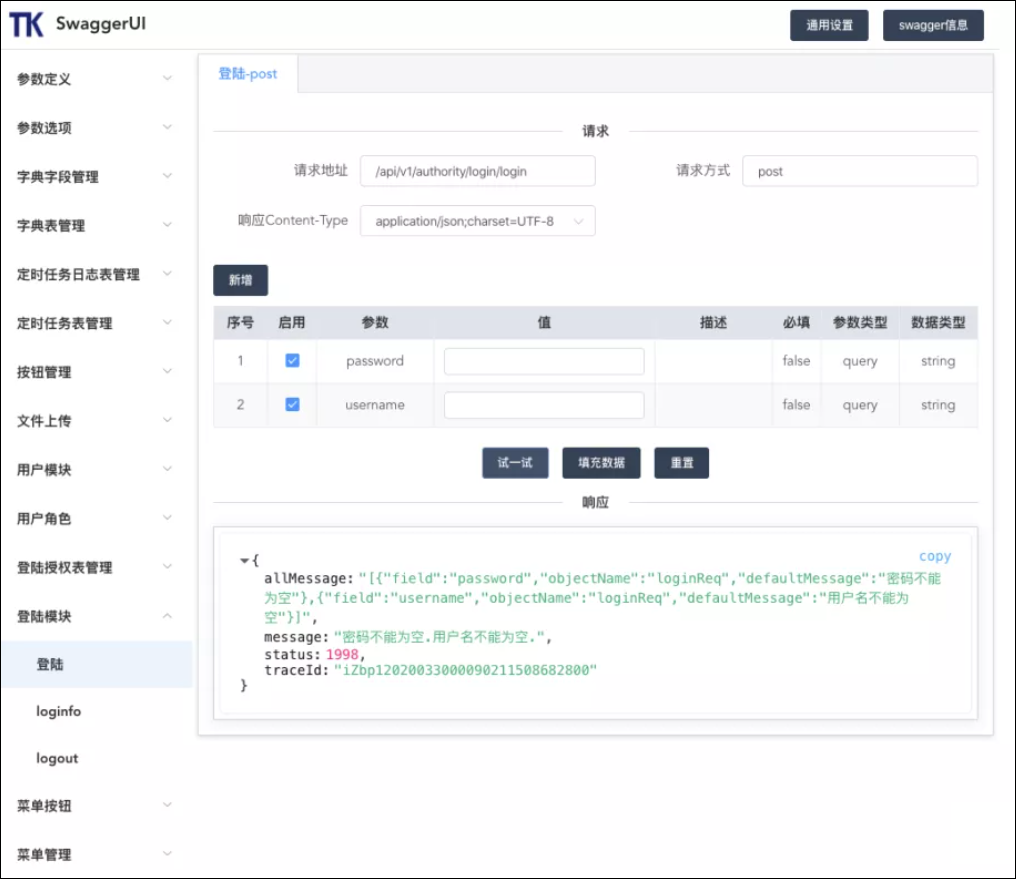 TK SwaggerUI
通用设置 swagger信息
参数定义
参数选项
字典字段管理
字典表管理
定时任务日志表管理
定时任务表管理
按钮管理
文件上传
用户模块
用户角色
登陆授权表管理
登陆模块
登陆
loginfo
logout
菜单按钮
菜单管理
登陆-post
请求
请求地址 /api/v1/authority/login/login 请求方式 post
响应Content-Type application/json;charset=UTF-8
新增
序号 启用 参数 值 描述 必填 参数类型 数据类型
1 password false query string
2 username false query string
试一试 填充数据 重置
响应
copy
{
allMessage: "[{"field":"password","objectName":"loginReq","defaultMessage":"密码不能
为空"},{"field":"username","objectName":"loginReq","defaultMessage":"用户名不能为
空"}]",
message: "密码不能为空.用户名不能为空.",
status: 1998,
traceId: "iZbp12020033000090211508682800"
}